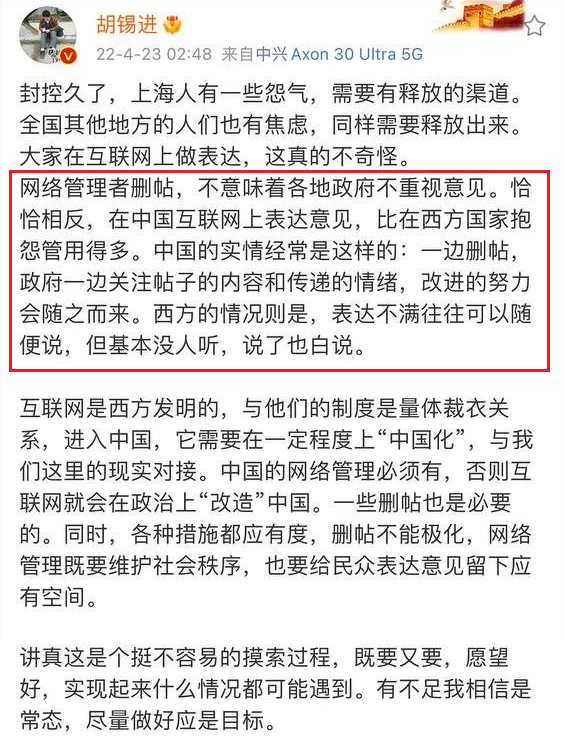 胡锡进
22-4-23 02:48 来自中兴Axon 30 Ultra 5G
封控久了，上海人有一些怨气，需要有释放的渠道。
全国其他地方的人们也有焦虑，同样需要释放出来。
大家在互联网上做表达，这真的不奇怪。
网络管理者删帖，不意味着各地政府不重视意见。恰
恰相反，在中国互联网上表达意见，比在西方国家抱
怨管用得多。中国的实情经常是这样的：一边删帖，
政府一边关注帖子的内容和传递的情绪，改进的努力
会随之而来。西方的情况则是，表达不满往往可以随
便说，但基本没人听，说了也白说。
互联网是西方发明的，与他们的制度是量体裁衣关
系，进入中国，它需要在一定程度上“中国化”，与我
们这里的现实对接。中国的网络管理必须有，否则互
联网就会在政治上“改造”中国。一些删帖也是必要
的。同时，各种措施都应有度，删帖不能极化，网络
管理既要维护社会秩序，也要给民众表达意见留下应
有空间。
讲真这是个挺不容易的摸索过程，既要又要，愿望
好，实现起来什么情况都可能遇到。有不足我相信是
常态，尽量做好应是目标。